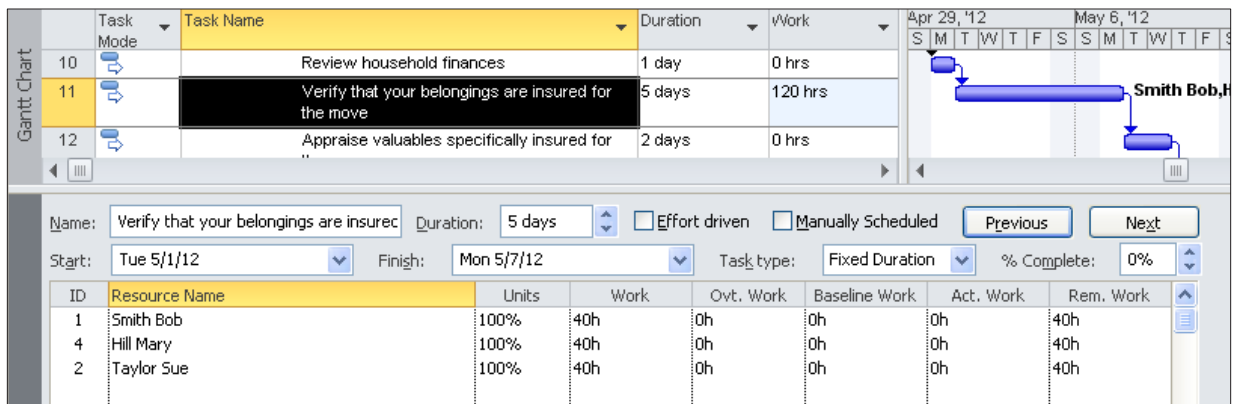 Gantt Chart
Task Mode Task Name Duration Work Apr 29, '12 May 6, '12
S M T W T F S S M T W T F S
10 Review household finances 1 day 0 hrs
11 Verify that your belongings are insured for the move 5 days 120 hrs Smith Bob,H
12 Appraise valuables specifically insured for 2 days 0 hrs
Name: Verify that your belongings are insurec Duration: 5 days Effort driven Manually Scheduled Previous Next
Start: Tue 5/1/12 Finish: Mon 5/7/12 Task type: Fixed Duration % Complete: 0%
ID Resource Name Units Work Ovt. Work Baseline Work Act. Work Rem. Work
1 Smith Bob 100% 40h 0h 0h 0h 40h
4 Hill Mary 100% 40h 0h 0h 0h 40h
2 Taylor Sue 100% 40h 0h 0h 0h 40h